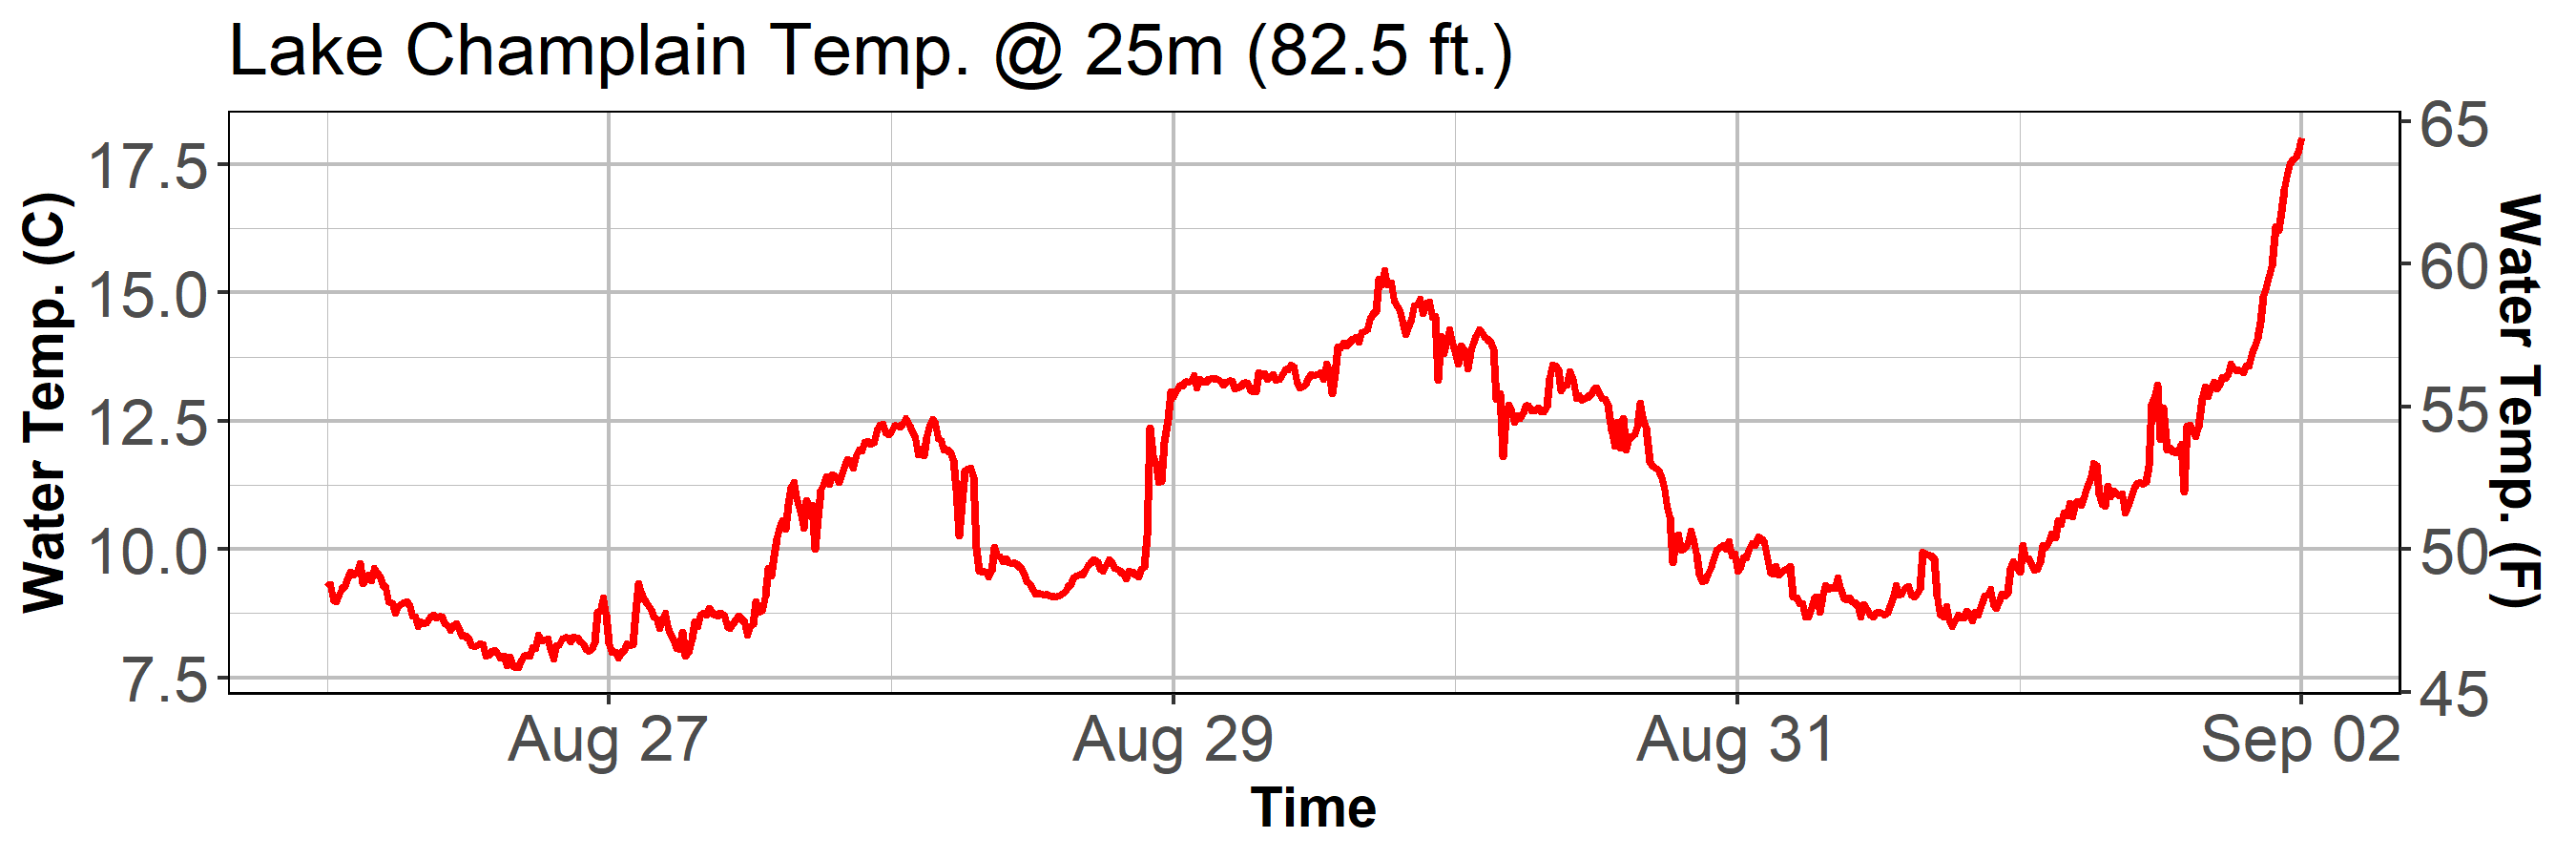 Lake Champlain Temp. @ 25m (82.5 ft.)
Water Temp. (C)
17.5
15.0
12.5
10.0
7.5
65
60
55
50
45
Water Temp. (F)
Aug 27 Aug 29 Aug 31 Sep 02
Time